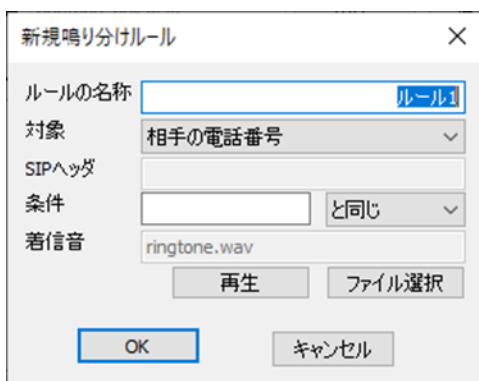 新規鳴り分けルール
ルールの名称 ルール1
対象 相手の電話番号
SIPヘッダ
条件 と同じ
着信音 ringtone.wav
再生 ファイル選択
OK キャンセル